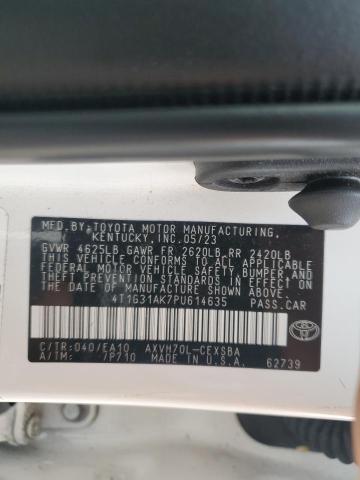 MFD.BY:TOYOTA MOTOR MANUFACTURING,
KENTUCKY, INC.05/23
GVWR 4625LB GAWR FR 2620LB RR 2420LB
THIS VEHICLE CONFORMS TO ALL APPLICABLE
FEDERAL MOTOR VEHICLE SAFETY, BUMPER, AND
THEFT PREVENTION STANDARDS IN EFFECT ON
THE DATE OF MANUFACTURE SHOWN ABOVE.
4T1G31AK7PU614635 PASS.CAR
C/TR:040/EA10 AXVH70L-CEXSBA
A/TM: /P710 MADE IN U.S.A. 62739